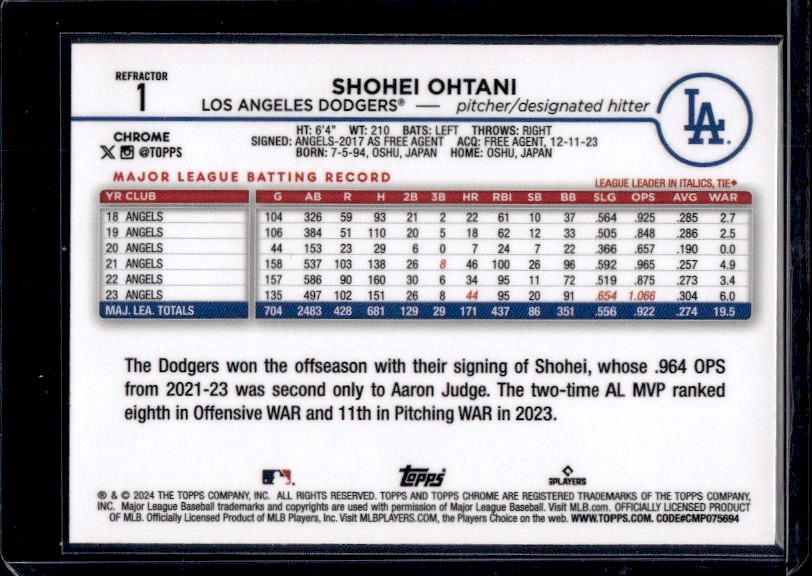 REFRACTOR
1
SHOHEI OHTANI
LOS ANGELES DODGERS® — pitcher/designated hitter
LA
CHROME
X @TOPPS
HT: 6'4" WT: 210 BATS: LEFT THROWS: RIGHT
SIGNED: ANGELS-2017 AS FREE AGENT ACQ: FREE AGENT, 12-11-23
BORN: 7-5-94, OSHU, JAPAN HOME: OSHU, JAPAN
MAJOR LEAGUE BATTING RECORD
LEAGUE LEADER IN ITALICS, TIE◆
YR CLUB G AB R H 2B 3B HR RBI SB BB SLG OPS AVG WAR
18 ANGELS 104 326 59 93 21 2 22 61 10 37 .564 .925 .285 2.7
19 ANGELS 106 384 51 110 20 5 18 62 12 33 .505 .848 .286 2.5
20 ANGELS 44 153 23 29 6 0 7 24 7 22 .366 .657 .190 0.0
21 ANGELS 158 537 103 138 26 8 46 100 26 96 .592 .965 .257 4.9
22 ANGELS 157 586 90 160 30 6 34 95 11 72 .519 .875 .273 3.4
23 ANGELS 135 497 102 151 26 8 44 95 20 91 .654 1.066 .304 6.0
MAJ. LEA. TOTALS 704 2483 428 681 129 29 171 437 86 351 .556 .922 .274 19.5
The Dodgers won the offseason with their signing of Shohei, whose .964 OPS
from 2021-23 was second only to Aaron Judge. The two-time AL MVP ranked
eighth in Offensive WAR and 11th in Pitching WAR in 2023.
Topps
PLAYERS
® & © 2024 THE TOPPS COMPANY, INC. ALL RIGHTS RESERVED. TOPPS AND TOPPS CHROME ARE REGISTERED TRADEMARKS OF THE TOPPS COMPANY,
INC. Major League Baseball trademarks and copyrights are used with permission of Major League Baseball. Visit MLB.com. OFFICIALLY LICENSED PRODUCT
OF MLB. Officially Licensed Product of MLB Players, Inc. Visit MLBPLAYERS.COM, the Players Choice on the web. WWW.TOPPS.COM. CODE#CMP075694